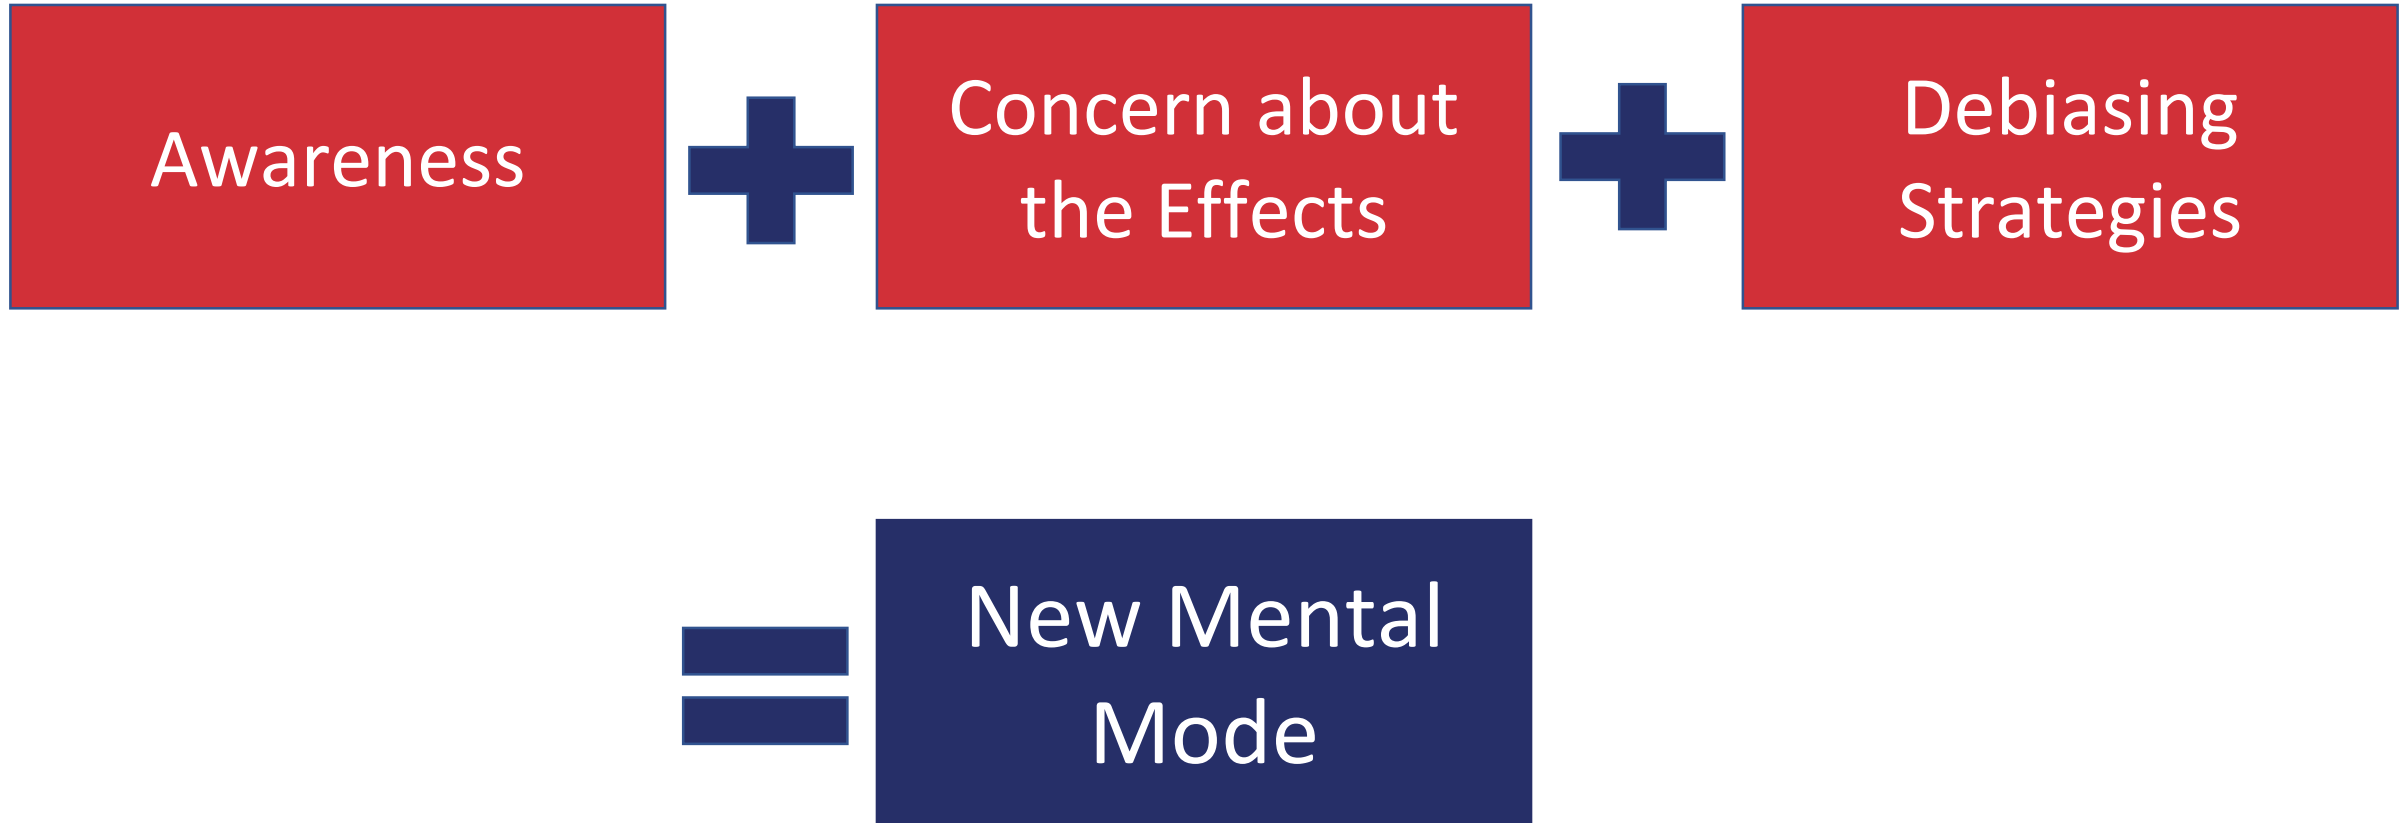 Awareness
Concern about
the Effects
Debiasing
Strategies
New Mental
Mode